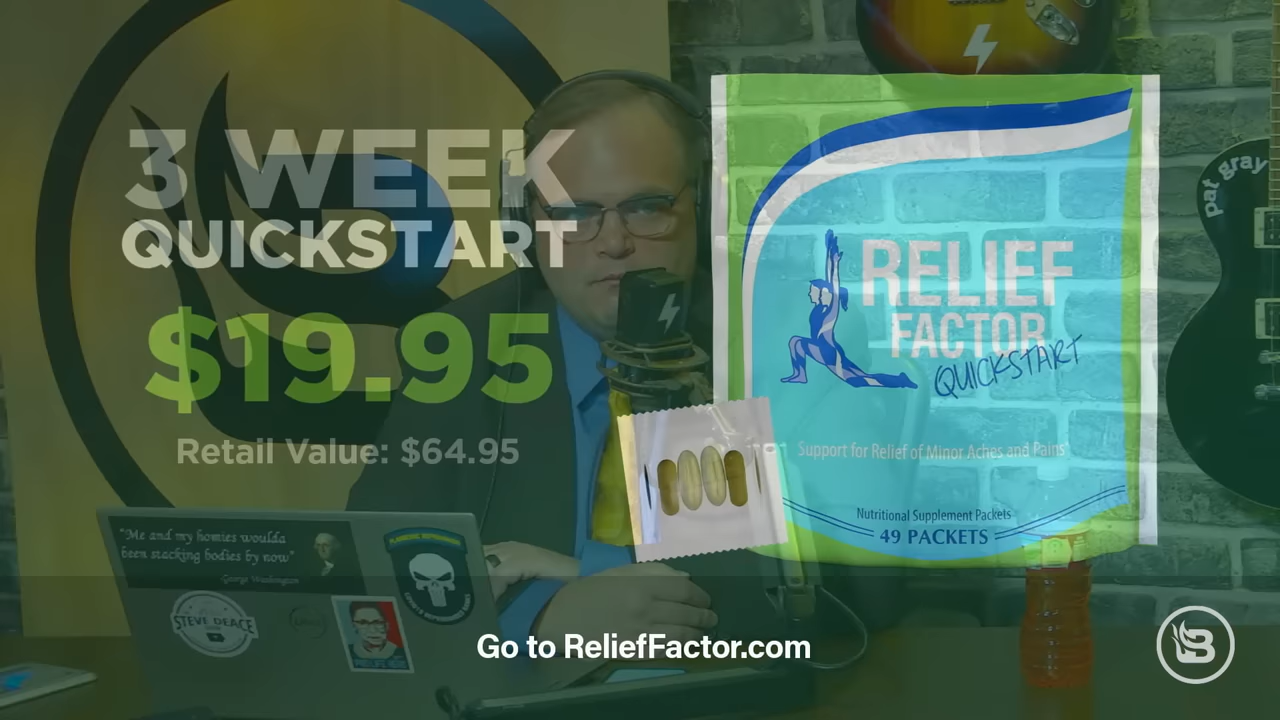 3 WEEK
QUICKSTART
$19.95
Retail Value: $64.95
RELIEF
FACTOR
QUICKSTART
Support for Relief of Minor Aches and Pains*
Nutritional Supplement Packets
49 PACKETS
pat gray
"Me and my homies woulda
been stacking bodies by now"
-George Washington
STEVE DEACE
Go to ReliefFactor.com
B